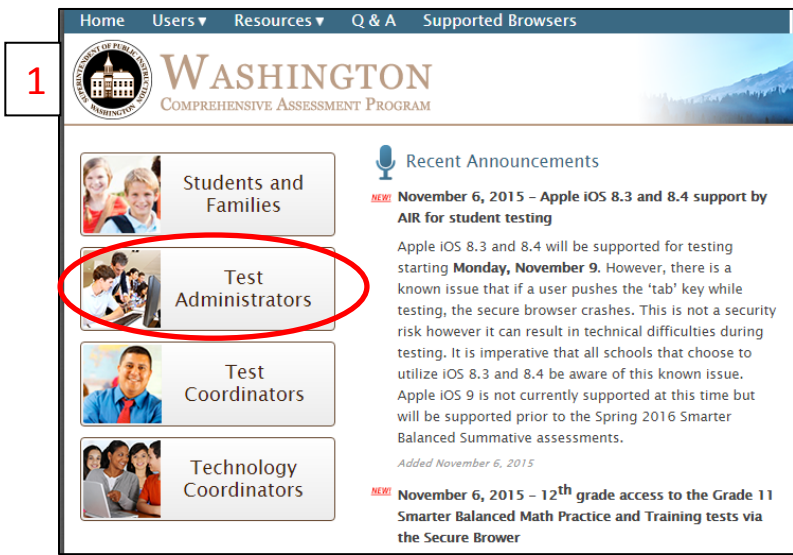 Home Users ▾ Resources ▾ Q & A Supported Browsers
1
SUPERINTENDENT OF PUBLIC INSTRUCTION
WASHINGTON
WASHINGTON
COMPREHENSIVE ASSESSMENT PROGRAM
Students and
Families
Test
Administrators
Test
Coordinators
Technology
Coordinators
Recent Announcements
NEW! November 6, 2015 – Apple iOS 8.3 and 8.4 support by
AIR for student testing
Apple iOS 8.3 and 8.4 will be supported for testing
starting Monday, November 9. However, there is a
known issue that if a user pushes the ‘tab’ key while
testing, the secure browser crashes. This is not a security
risk however it can result in technical difficulties during
testing. It is imperative that all schools that choose to
utilize iOS 8.3 and 8.4 be aware of this known issue.
Apple iOS 9 is not currently supported at this time but
will be supported prior to the Spring 2016 Smarter
Balanced Summative assessments.
Added November 6, 2015
NEW! November 6, 2015 – 12th grade access to the Grade 11
Smarter Balanced Math Practice and Training tests via
the Secure Brower